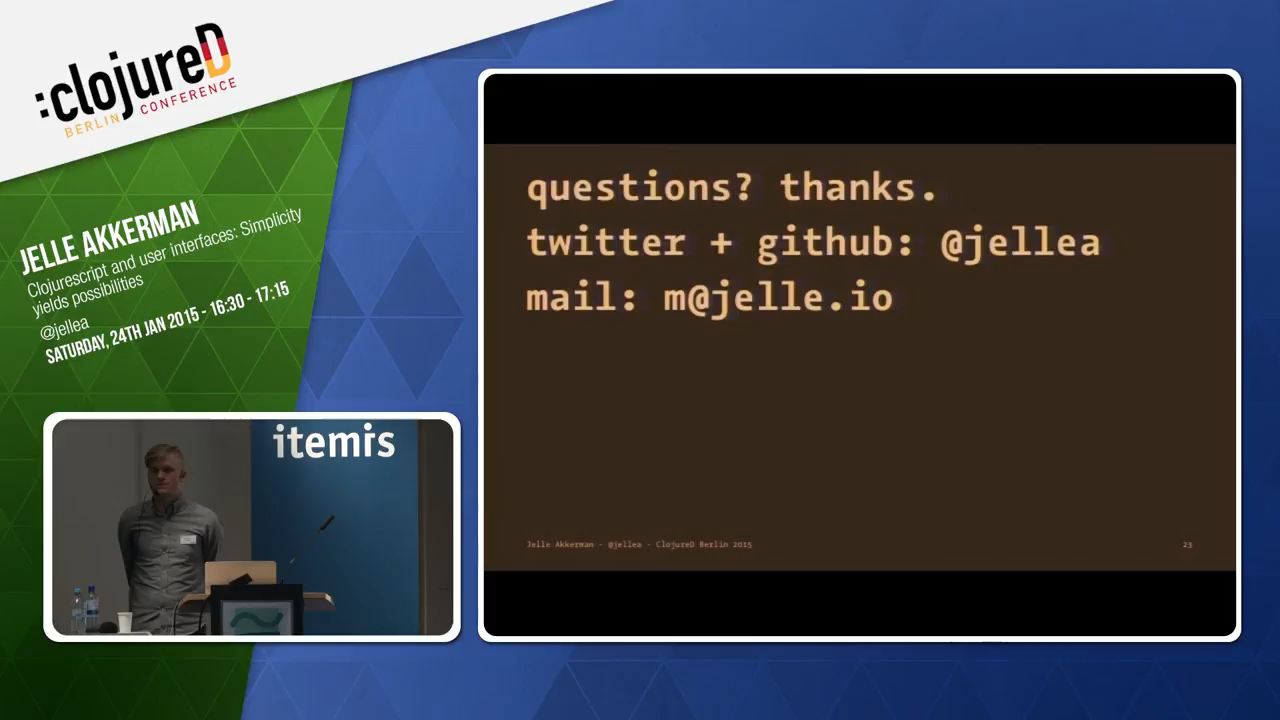 :clojureD
BERLIN CONFERENCE
JELLE AKKERMAN
Clojurescript and user interfaces: Simplicity
yields possibilities
@jellea
SATURDAY, 24TH JAN 2015 - 16:30 - 17:15
itemis
questions? thanks.
twitter + github: @jellea
mail: m@jelle.io
Jelle Akkerman - @jellea - ClojureD Berlin 2015
23